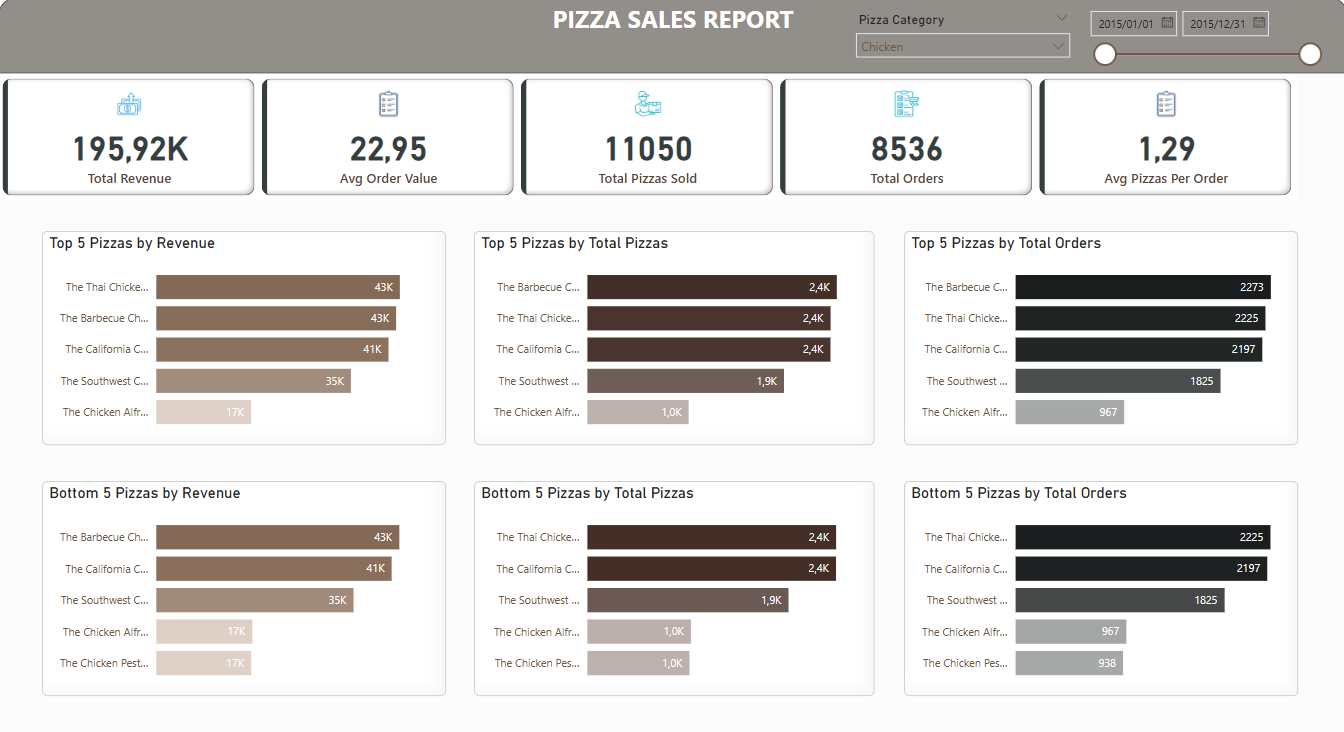 PIZZA SALES REPORT
Pizza Category
Chicken
2015/01/01
2015/12/31
195,92K
Total Revenue
22,95
Avg Order Value
11050
Total Pizzas Sold
8536
Total Orders
1,29
Avg Pizzas Per Order
Top 5 Pizzas by Revenue
The Thai Chicke... 43K
The Barbecue Ch... 43K
The California C... 41K
The Southwest C... 35K
The Chicken Alfr... 17K
Top 5 Pizzas by Total Pizzas
The Barbecue C... 2,4K
The Thai Chicke... 2,4K
The California C... 2,4K
The Southwest ... 1,9K
The Chicken Alfr... 1,0K
Top 5 Pizzas by Total Orders
The Barbecue C... 2273
The Thai Chicke... 2225
The California C... 2197
The Southwest ... 1825
The Chicken Alfr... 967
Bottom 5 Pizzas by Revenue
The Barbecue Ch... 43K
The California C... 41K
The Southwest C... 35K
The Chicken Alfr... 17K
The Chicken Pest... 17K
Bottom 5 Pizzas by Total Pizzas
The Thai Chicke... 2,4K
The California C... 2,4K
The Southwest ... 1,9K
The Chicken Alfr... 1,0K
The Chicken Pes... 1,0K
Bottom 5 Pizzas by Total Orders
The Thai Chicke... 2225
The California C... 2197
The Southwest ... 1825
The Chicken Alfr... 967
The Chicken Pes... 938